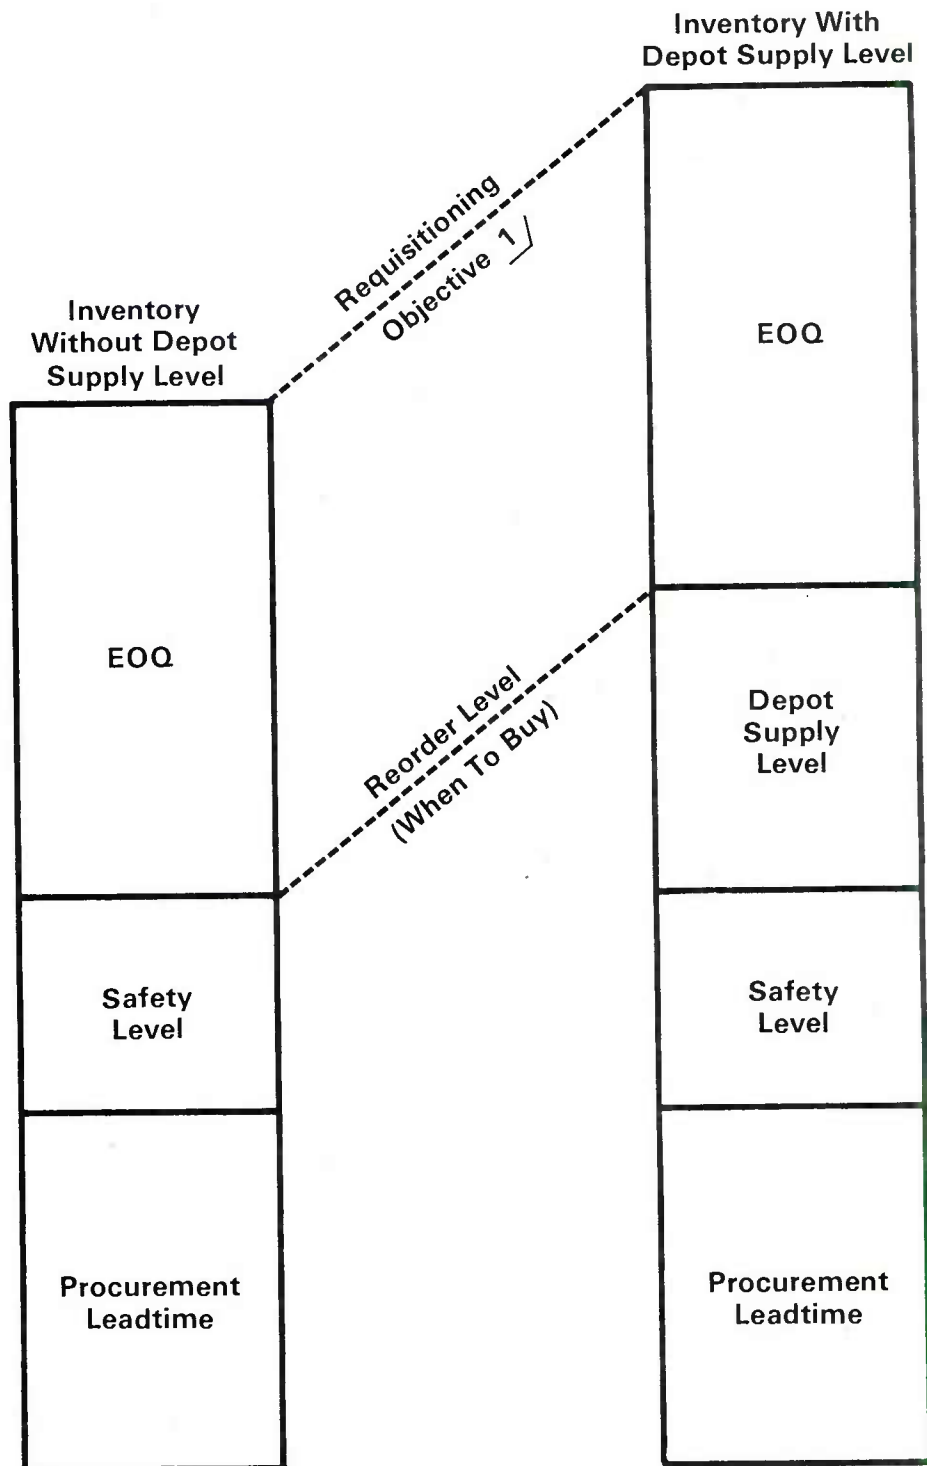 Inventory With
Depot Supply Level
Requisitioning
Objective 1/
Inventory
Without Depot
Supply Level
EOQ
EOQ
Reorder Level
(When To Buy)
Depot
Supply
Level
Safety
Level
Safety
Level
Procurement
Leadtime
Procurement
Leadtime